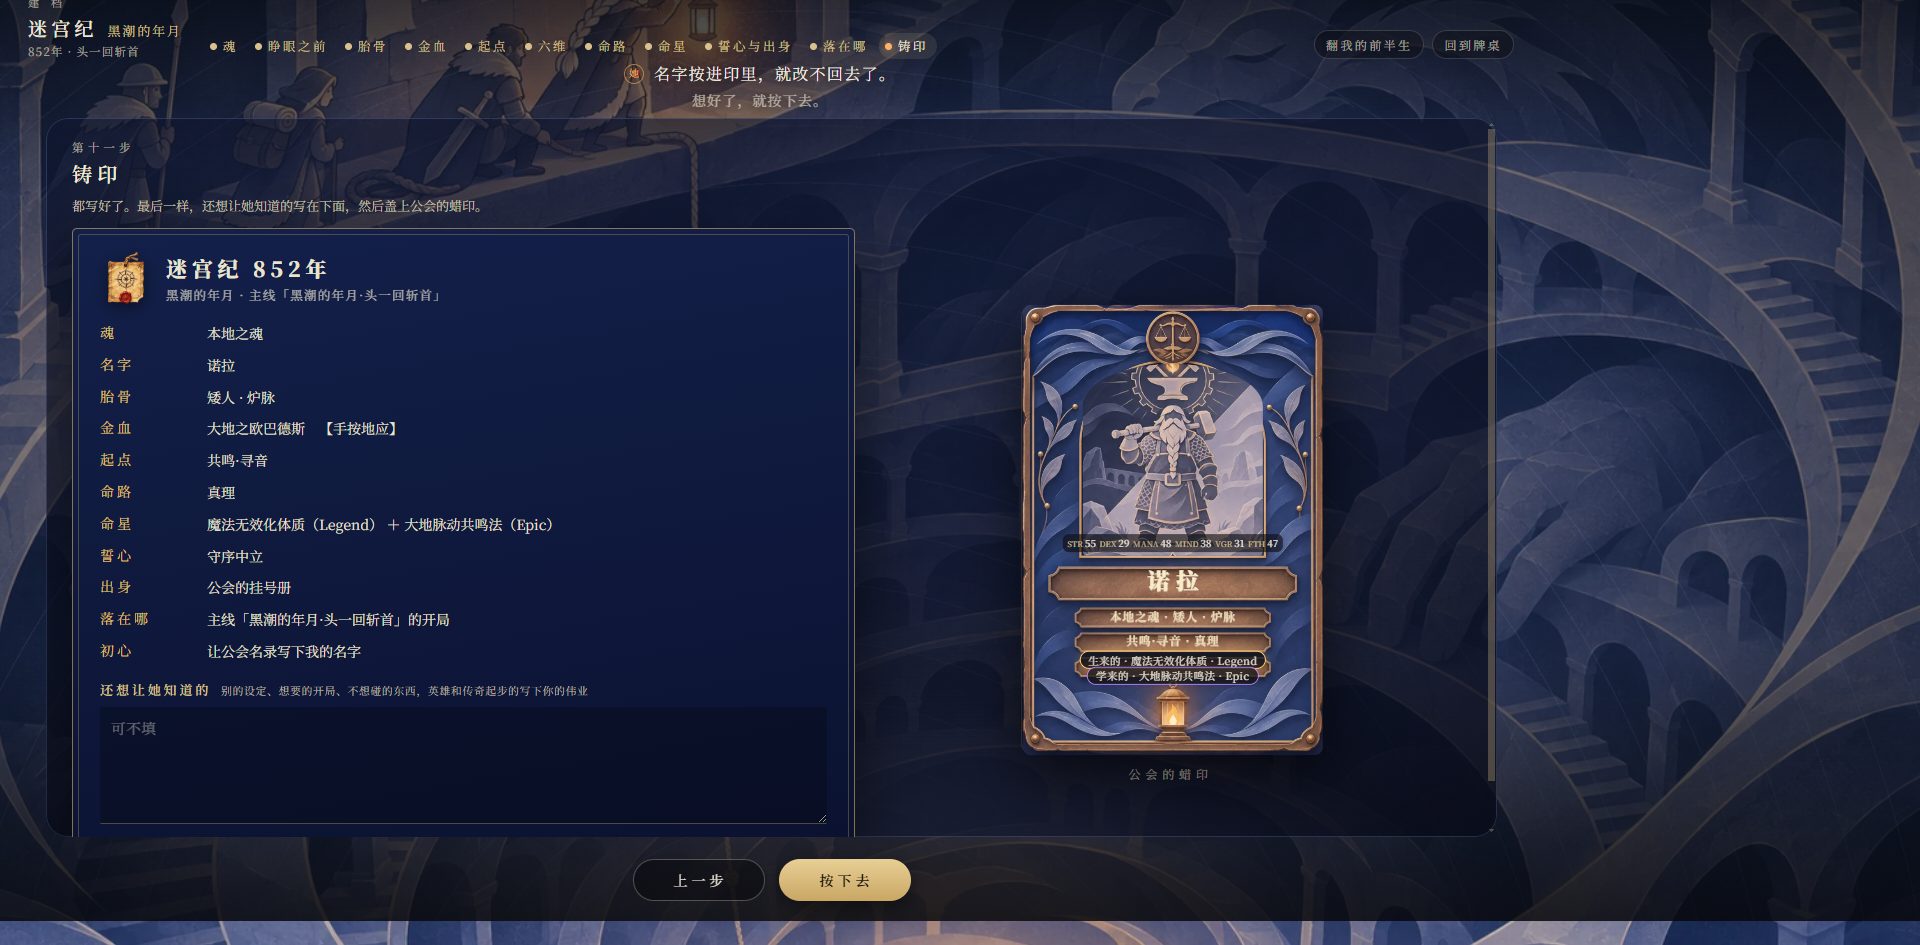 建档
迷宫纪 黑潮的年月
852年 · 头一回斩首
魂 睁眼之前 胎骨 金血 起点 六维 命路 命星 誓心与出身 落在哪 铸印
翻我的前半生 回到牌桌
她 名字按进印里，就改不回去了。
想好了，就按下去。
第十一步
铸印
都写好了。最后一样，还想让她知道的写在下面，然后盖上公会的蜡印。
迷宫纪 852年
黑潮的年月 · 主线「黑潮的年月·头一回斩首」
魂 本地之魂
名字 诺拉
胎骨 矮人 · 炉脉
金血 大地之欧巴德斯 【手按地应】
起点 共鸣·寻音
命路 真理
命星 魔法无效化体质（Legend） ＋ 大地脉动共鸣法（Epic）
誓心 守序中立
出身 公会的挂号册
落在哪 主线「黑潮的年月·头一回斩首」的开局
初心 让公会名录写下我的名字
还想让她知道的 别的设定、想要的开局、不想碰的东西，英雄和传奇起步的写下你的伟业
可不填
STR 55 DEX 29 MANA 48 MIND 38 VGR 31 FTH 47
诺拉
本地之魂 · 矮人 · 炉脉
共鸣·寻音 · 真理
生来的 · 魔法无效化体质 · Legend
学来的 · 大地脉动共鸣法 · Epic
公会的蜡印
上一步 按下去